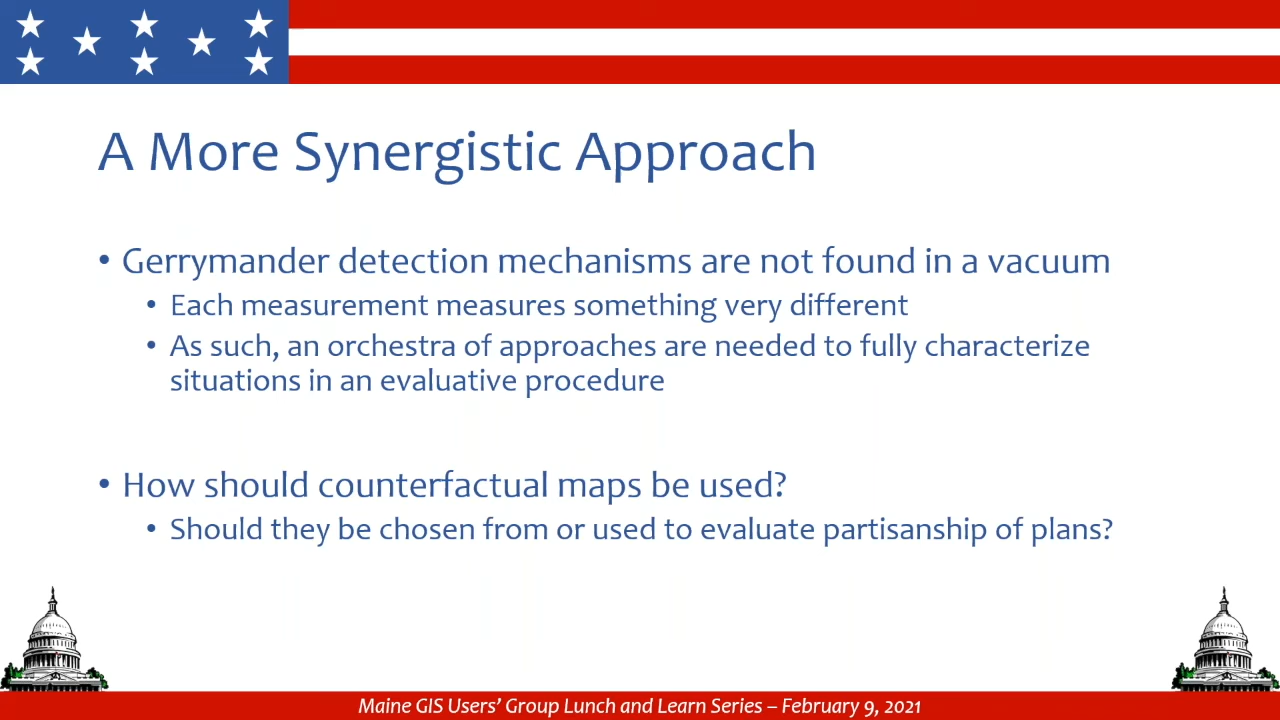 A More Synergistic Approach
• Gerrymander detection mechanisms are not found in a vacuum
• Each measurement measures something very different
• As such, an orchestra of approaches are needed to fully characterize
situations in an evaluative procedure
• How should counterfactual maps be used?
• Should they be chosen from or used to evaluate partisanship of plans?
Maine GIS Users’ Group Lunch and Learn Series – February 9, 2021